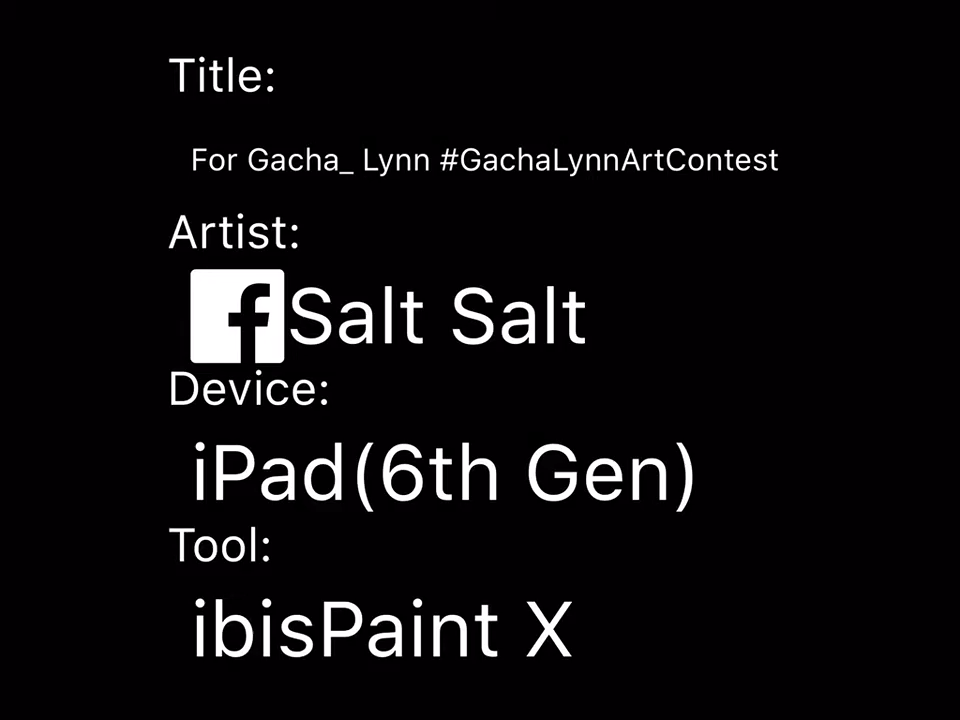 Title:
For Gacha_ Lynn #GachaLynnArtContest
Artist:
Salt Salt
Device:
iPad(6th Gen)
Tool:
ibisPaint X